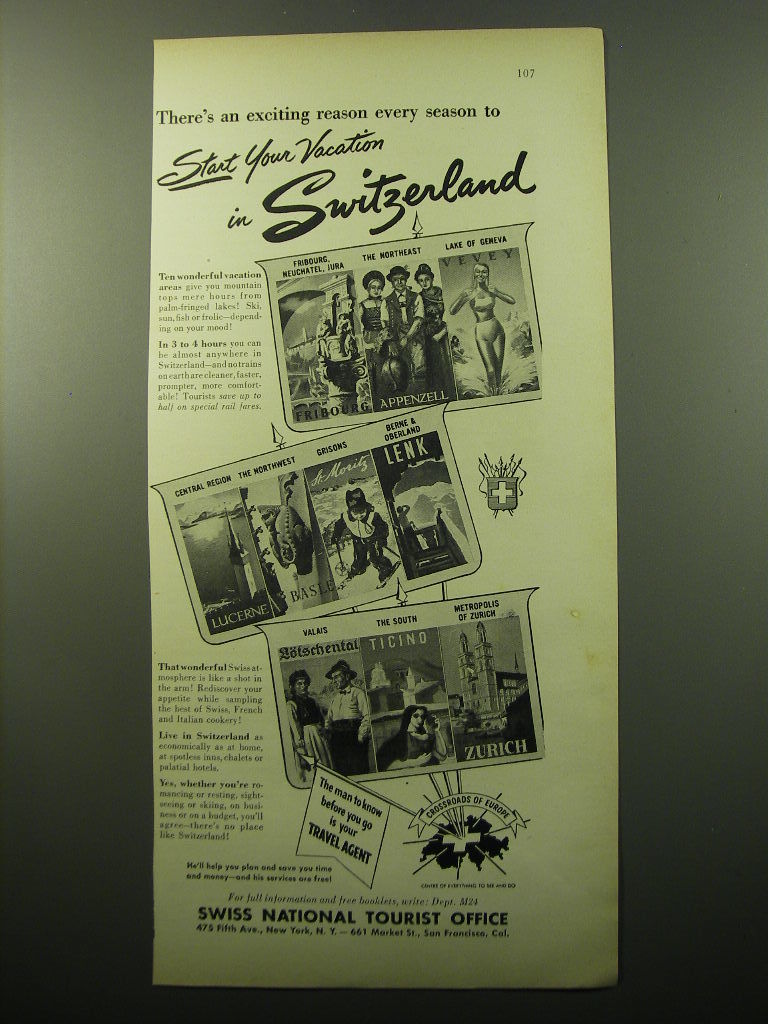 107
There's an exciting reason every season to
Start Your Vacation
in Switzerland
Ten wonderful vacation
areas give you mountain
tops mere hours from
palm-fringed lakes! Ski,
sun, fish or frolic—depend-
ing on your mood!
In 3 to 4 hours you can
be almost anywhere in
Switzerland—and no trains
on earth are cleaner, faster,
prompter, more comfort-
able! Tourists save up to
half on special rail fares.
FRIBOURG,
NEUCHATEL, JURA
THE NORTHEAST
LAKE OF GENEVA
VEVEY
FRIBOURG
APPENZELL
CENTRAL REGION
THE NORTHWEST
GRISONS
BERNE &
OBERLAND
St. Moritz
LENK
LUCERNE
BASLE
VALAIS
THE SOUTH
METROPOLIS
OF ZURICH
Lötschental
TICINO
ZURICH
That wonderful Swiss at-
mosphere is like a shot in
the arm! Rediscover your
appetite while sampling
the best of Swiss, French
and Italian cookery!
Live in Switzerland as
economically as at home,
at spotless inns, chalets or
palatial hotels.
Yes, whether you're ro-
mancing or resting, sight-
seeing or skiing, on busi-
ness or on a budget, you'll
agree—there's no place
like Switzerland!
The man to know
before you go
is your
TRAVEL AGENT
He'll help you plan and save you time
and money—and his services are free!
CROSSROADS OF EUROPE
CENTRE OF EVERYTHING TO SEE AND DO
For full information and free booklets, write: Dept. M24
SWISS NATIONAL TOURIST OFFICE
475 Fifth Ave., New York, N. Y. — 661 Market St., San Francisco, Cal.